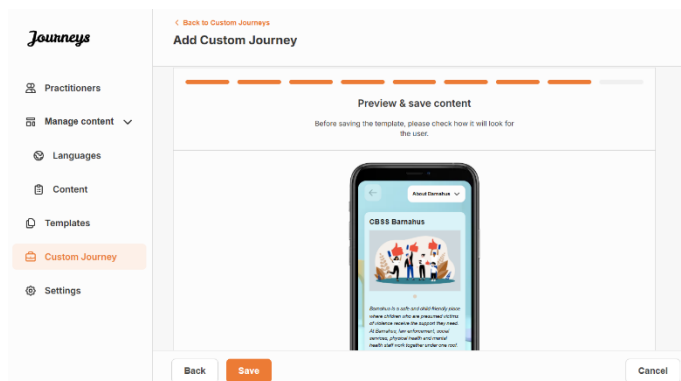 Journeys
Practitioners
Manage content
Languages
Content
Templates
Custom Journey
Settings
Back to Custom Journeys
Add Custom Journey
Preview & save content
Before saving the template, please check how it will look for
the user.
About Barnahus
CBSS Barnahus
Barnahus is a safe and child friendly place
where children who are presumed victims
of violence receive the support they need.
At Barnahus, law enforcement, social
services, physical health and mental
health staff work together under one roof
Back
Save
Cancel